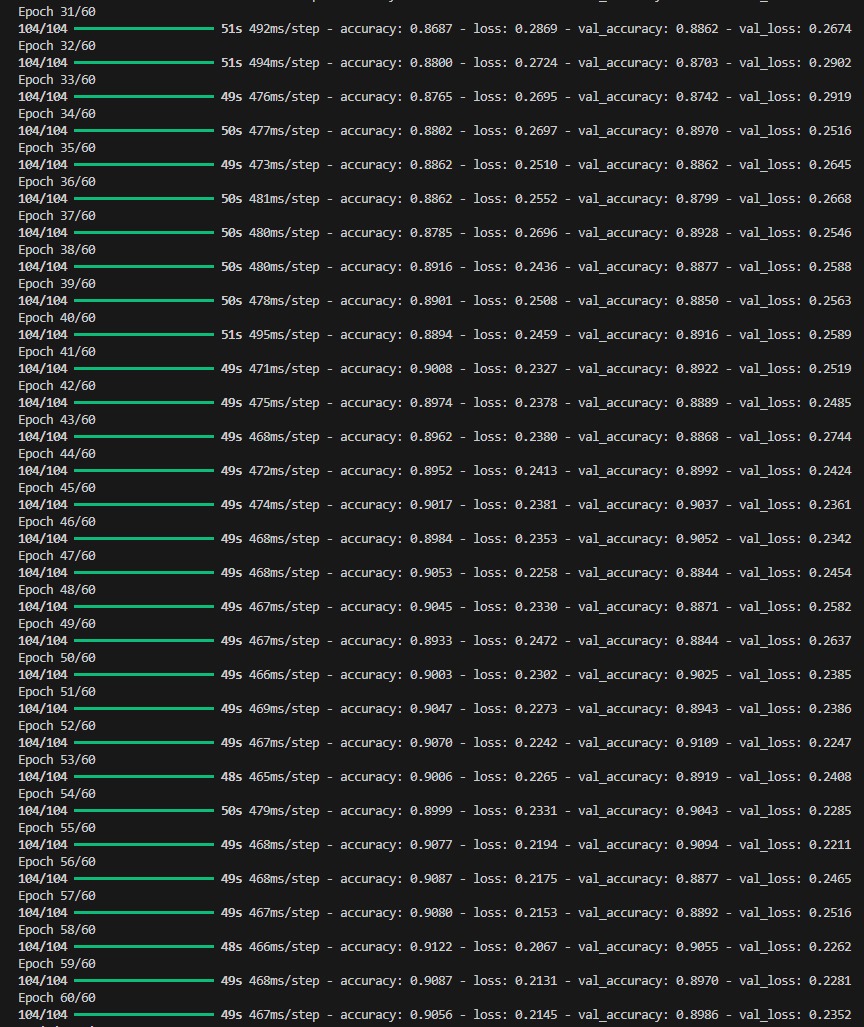 Epoch 31/60
104/104 51s 492ms/step - accuracy: 0.8687 - loss: 0.2869 - val_accuracy: 0.8862 - val_loss: 0.2674
Epoch 32/60
104/104 51s 494ms/step - accuracy: 0.8800 - loss: 0.2724 - val_accuracy: 0.8703 - val_loss: 0.2902
Epoch 33/60
104/104 49s 476ms/step - accuracy: 0.8765 - loss: 0.2695 - val_accuracy: 0.8742 - val_loss: 0.2919
Epoch 34/60
104/104 50s 477ms/step - accuracy: 0.8802 - loss: 0.2697 - val_accuracy: 0.8970 - val_loss: 0.2516
Epoch 35/60
104/104 49s 473ms/step - accuracy: 0.8862 - loss: 0.2510 - val_accuracy: 0.8862 - val_loss: 0.2645
Epoch 36/60
104/104 50s 481ms/step - accuracy: 0.8862 - loss: 0.2552 - val_accuracy: 0.8799 - val_loss: 0.2668
Epoch 37/60
104/104 50s 480ms/step - accuracy: 0.8785 - loss: 0.2696 - val_accuracy: 0.8928 - val_loss: 0.2546
Epoch 38/60
104/104 50s 480ms/step - accuracy: 0.8916 - loss: 0.2436 - val_accuracy: 0.8877 - val_loss: 0.2588
Epoch 39/60
104/104 50s 478ms/step - accuracy: 0.8901 - loss: 0.2508 - val_accuracy: 0.8850 - val_loss: 0.2563
Epoch 40/60
104/104 51s 495ms/step - accuracy: 0.8894 - loss: 0.2459 - val_accuracy: 0.8916 - val_loss: 0.2589
Epoch 41/60
104/104 49s 471ms/step - accuracy: 0.9008 - loss: 0.2327 - val_accuracy: 0.8922 - val_loss: 0.2519
Epoch 42/60
104/104 49s 475ms/step - accuracy: 0.8974 - loss: 0.2378 - val_accuracy: 0.8889 - val_loss: 0.2485
Epoch 43/60
104/104 49s 468ms/step - accuracy: 0.8962 - loss: 0.2380 - val_accuracy: 0.8868 - val_loss: 0.2744
Epoch 44/60
104/104 49s 472ms/step - accuracy: 0.8952 - loss: 0.2413 - val_accuracy: 0.8992 - val_loss: 0.2424
Epoch 45/60
104/104 49s 474ms/step - accuracy: 0.9017 - loss: 0.2381 - val_accuracy: 0.9037 - val_loss: 0.2361
Epoch 46/60
104/104 49s 468ms/step - accuracy: 0.8984 - loss: 0.2353 - val_accuracy: 0.9052 - val_loss: 0.2342
Epoch 47/60
104/104 49s 468ms/step - accuracy: 0.9053 - loss: 0.2258 - val_accuracy: 0.8844 - val_loss: 0.2454
Epoch 48/60
104/104 49s 467ms/step - accuracy: 0.9045 - loss: 0.2330 - val_accuracy: 0.8871 - val_loss: 0.2582
Epoch 49/60
104/104 49s 467ms/step - accuracy: 0.8933 - loss: 0.2472 - val_accuracy: 0.8844 - val_loss: 0.2637
Epoch 50/60
104/104 49s 466ms/step - accuracy: 0.9003 - loss: 0.2302 - val_accuracy: 0.9025 - val_loss: 0.2385
Epoch 51/60
104/104 49s 469ms/step - accuracy: 0.9047 - loss: 0.2273 - val_accuracy: 0.8943 - val_loss: 0.2386
Epoch 52/60
104/104 49s 467ms/step - accuracy: 0.9070 - loss: 0.2242 - val_accuracy: 0.9109 - val_loss: 0.2247
Epoch 53/60
104/104 48s 465ms/step - accuracy: 0.9006 - loss: 0.2265 - val_accuracy: 0.8919 - val_loss: 0.2408
Epoch 54/60
104/104 50s 479ms/step - accuracy: 0.8999 - loss: 0.2331 - val_accuracy: 0.9043 - val_loss: 0.2285
Epoch 55/60
104/104 49s 468ms/step - accuracy: 0.9077 - loss: 0.2194 - val_accuracy: 0.9094 - val_loss: 0.2211
Epoch 56/60
104/104 49s 468ms/step - accuracy: 0.9087 - loss: 0.2175 - val_accuracy: 0.8877 - val_loss: 0.2465
Epoch 57/60
104/104 49s 467ms/step - accuracy: 0.9080 - loss: 0.2153 - val_accuracy: 0.8892 - val_loss: 0.2516
Epoch 58/60
104/104 48s 466ms/step - accuracy: 0.9122 - loss: 0.2067 - val_accuracy: 0.9055 - val_loss: 0.2262
Epoch 59/60
104/104 49s 468ms/step - accuracy: 0.9087 - loss: 0.2131 - val_accuracy: 0.8970 - val_loss: 0.2281
Epoch 60/60
104/104 49s 467ms/step - accuracy: 0.9056 - loss: 0.2145 - val_accuracy: 0.8986 - val_loss: 0.2352